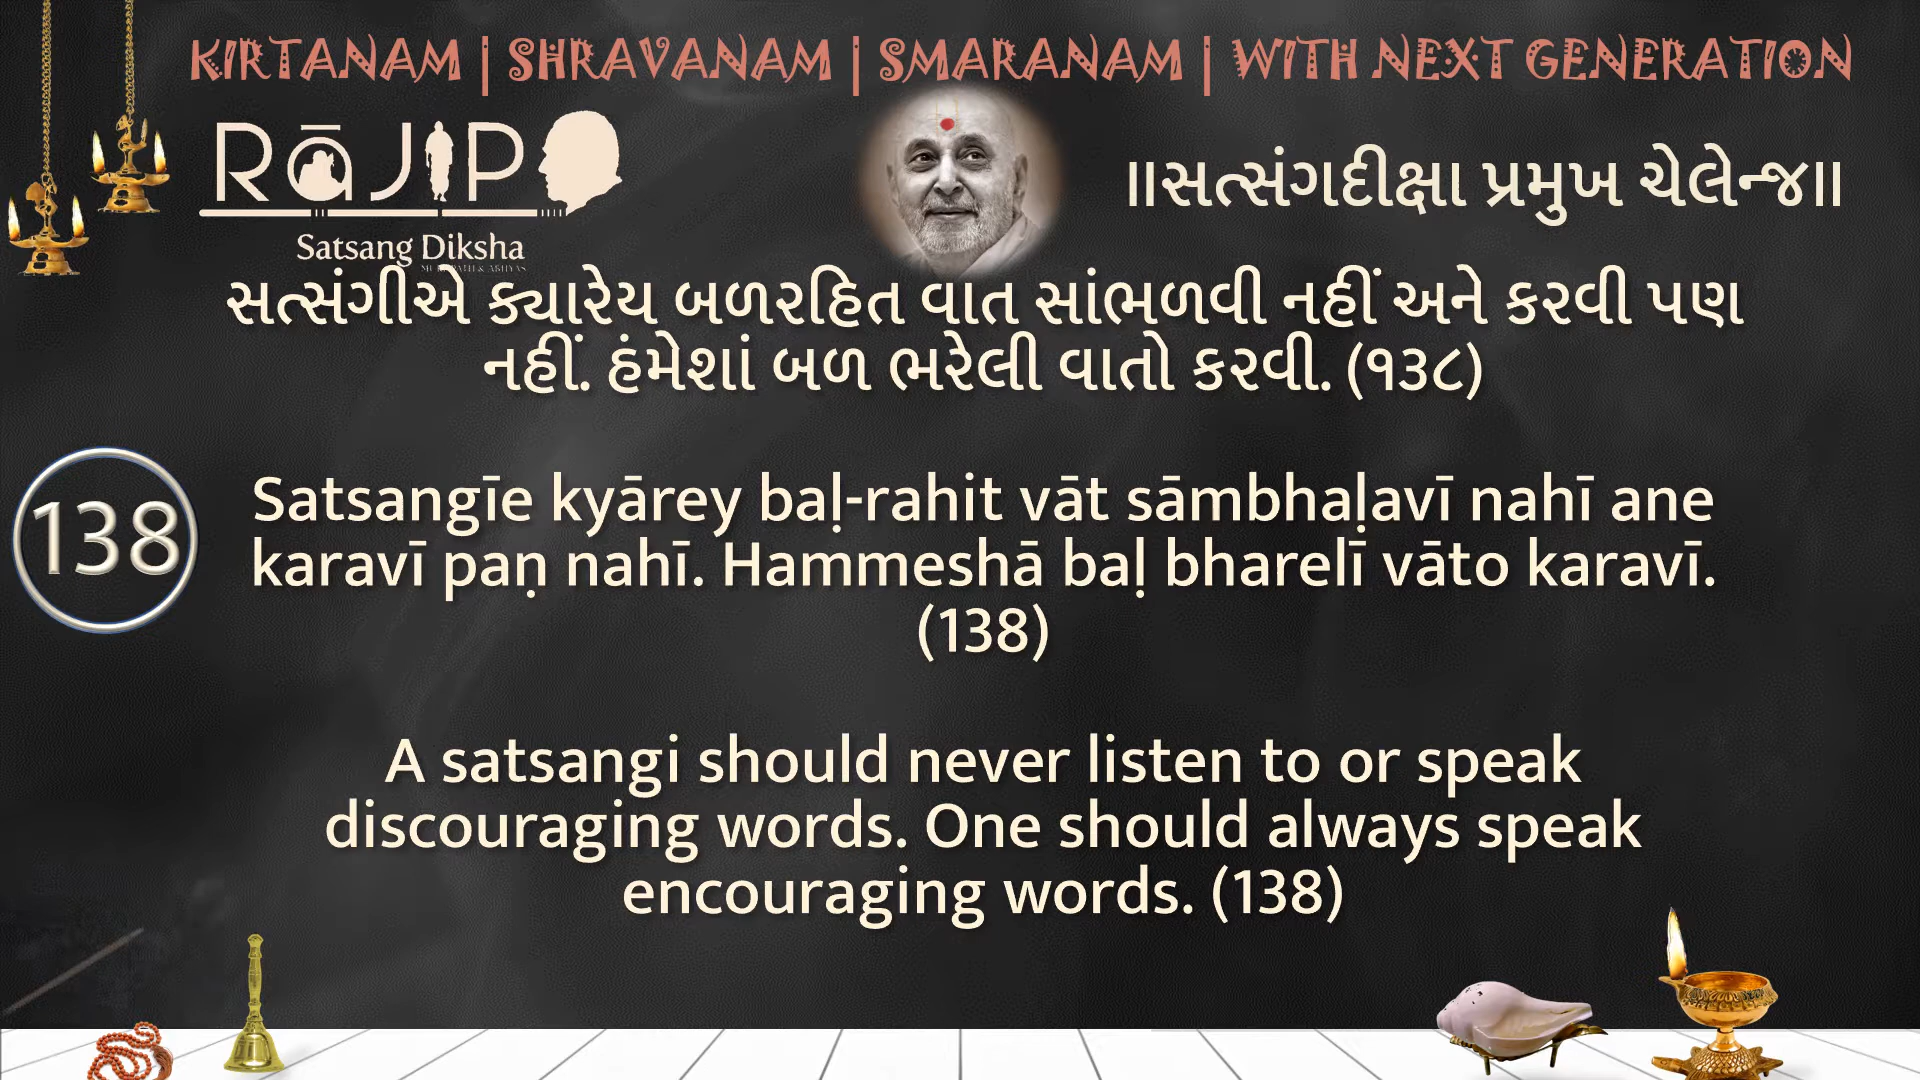 KIRTANAM | SHRAVANAM | SMARANAM | WITH NEXT GENERATION
RāJIPO
Satsang Diksha
MUKHPATH & ABHYAS
॥સત્સંગદીક્ષા પ્રમુખ ચેલેન્જ॥
સત્સંગીએ ક્યારેય બળરહિત વાત સાંભળવી નહીં અને કરવી પણ
નહીં. હંમેશાં બળ ભરેલી વાતો કરવી. (૧૩૮)
138
Satsangīe kyārey baḷ-rahit vāt sāmbhaḷavī nahī ane
karavī paṇ nahī. Hammeshā baḷ bharelī vāto karavī.
(138)
A satsangi should never listen to or speak
discouraging words. One should always speak
encouraging words. (138)